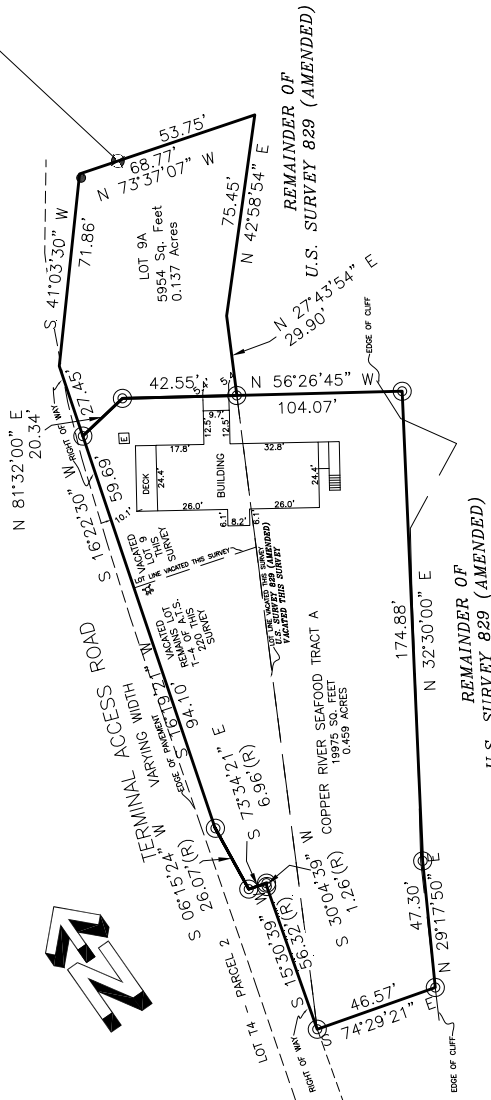 REMAINDER OF
U.S. SURVEY 829 (AMENDED)
53.75'
68.77'
N 73°37'07" W
S 41°03'30" W
71.86'
LOT 9A
5954 Sq. Feet
0.137 Acres
75.45'
N 42°58'54" E
N 27°43'54" E
29.90'
N 81°32'00" E
20.34'
RIGHT OF WAY
27.45'
42.55'
N 56°26'45" W
104.07'
EDGE OF CLIFF
S 16°22'30" W
59.69'
E
10.1'
DECK
17.8'
24.4'
26.0'
BUILDING
12.5'
9.7'
12.5'
32.8'
24.4'
6.1'
8.2'
6.1'
26.0'
VACATED
LOT 9
THIS
SURVEY
LOT LINE VACATED THIS SURVEY
VACATED LOT
REMAINS OF A.T.S.
T-4 THIS
220
SURVEY
LOT LINE VACATED THIS SURVEY
U.S. SURVEY 829 (AMENDED)
VACATED THIS SURVEY
TERMINAL ACCESS ROAD
VARYING WIDTH
S 16°19'21" W
94.10'
EDGE OF PAVEMENT
COPPER RIVER SEAFOOD TRACT A
19975 SQ. FEET
0.459 ACRES
174.88'
N 32°30'00" E
REMAINDER OF
U.S. SURVEY 829 (AMENDED)
S 06°15'24" W
26.07'(R)
S 73°34'21" E
6.96'(R)
S 30°04'39" W
1.26'(R)
S 15°30'39" W
56.32'(R)
LOT T4 - PARCEL 2
RIGHT OF WAY
46.57'
S 74°29'21" E
47.30'
N 29°17'50" E
EDGE OF CLIFF
N